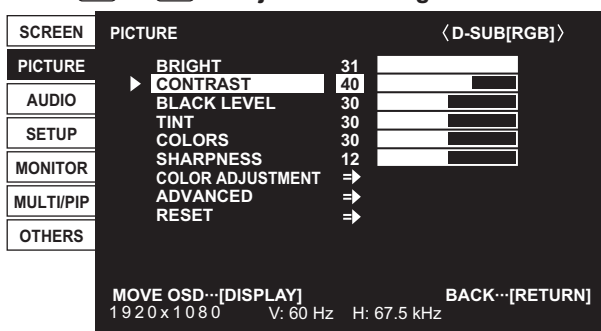 SCREEN
PICTURE
AUDIO
SETUP
MONITOR
MULTI/PIP
OTHERS
PICTURE 〈D-SUB[RGB]〉
BRIGHT 31
CONTRAST 40
BLACK LEVEL 30
TINT 30
COLORS 30
SHARPNESS 12
COLOR ADJUSTMENT
ADVANCED
RESET
MOVE OSD···[DISPLAY] BACK···[RETURN]
1920x1080 V: 60 Hz H: 67.5 kHz